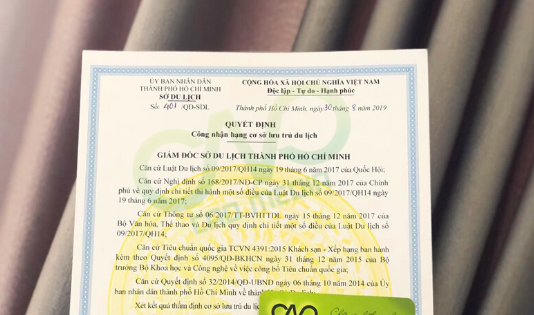 ỦY BAN NHÂN DÂN
THÀNH PHỐ HỒ CHÍ MINH
SỞ DU LỊCH
Số: 401 /QĐ-SDL
CỘNG HÒA XÃ HỘI CHỦ NGHĨA VIỆT NAM
Độc lập - Tự do - Hạnh phúc
Thành phố Hồ Chí Minh, ngày 30 tháng 8 năm 2019
QUYẾT ĐỊNH
Công nhận hạng cơ sở lưu trú du lịch
GIÁM ĐỐC SỞ DU LỊCH THÀNH PHỐ HỒ CHÍ MINH
Căn cứ Luật Du lịch số 09/2017/QH14 ngày 19 tháng 6 năm 2017 của Quốc Hội;
Căn cứ Nghị định số 168/2017/NĐ-CP ngày 31 tháng 12 năm 2017 của Chính
phủ về quy định chi tiết thi hành một số điều của Luật Du lịch số 09/2017/QH14 ngày
19 tháng 6 năm 2017;
Căn cứ Thông tư số 06/2017/TT-BVHTTDL ngày 15 tháng 12 năm 2017 của
Bộ Văn hóa, Thể thao và Du lịch quy định chi tiết một số điều của Luật Du lịch số
09/2017/QH14;
Căn cứ Tiêu chuẩn quốc gia TCVN 4391:2015 Khách sạn - Xếp hạng ban hành
kèm theo Quyết định số 4095/QĐ-BKHCN ngày 31 tháng 12 năm 2015 của Bộ
trưởng Bộ Khoa học và Công nghệ về việc công bố Tiêu chuẩn quốc gia;
Căn cứ Quyết định số 32/2014/QĐ-UBND ngày 06 tháng 10 năm 2014 của Ủy
ban nhân dân thành phố Hồ Chí Minh về
Xét kết quả thẩm định cơ sở lưu trú du